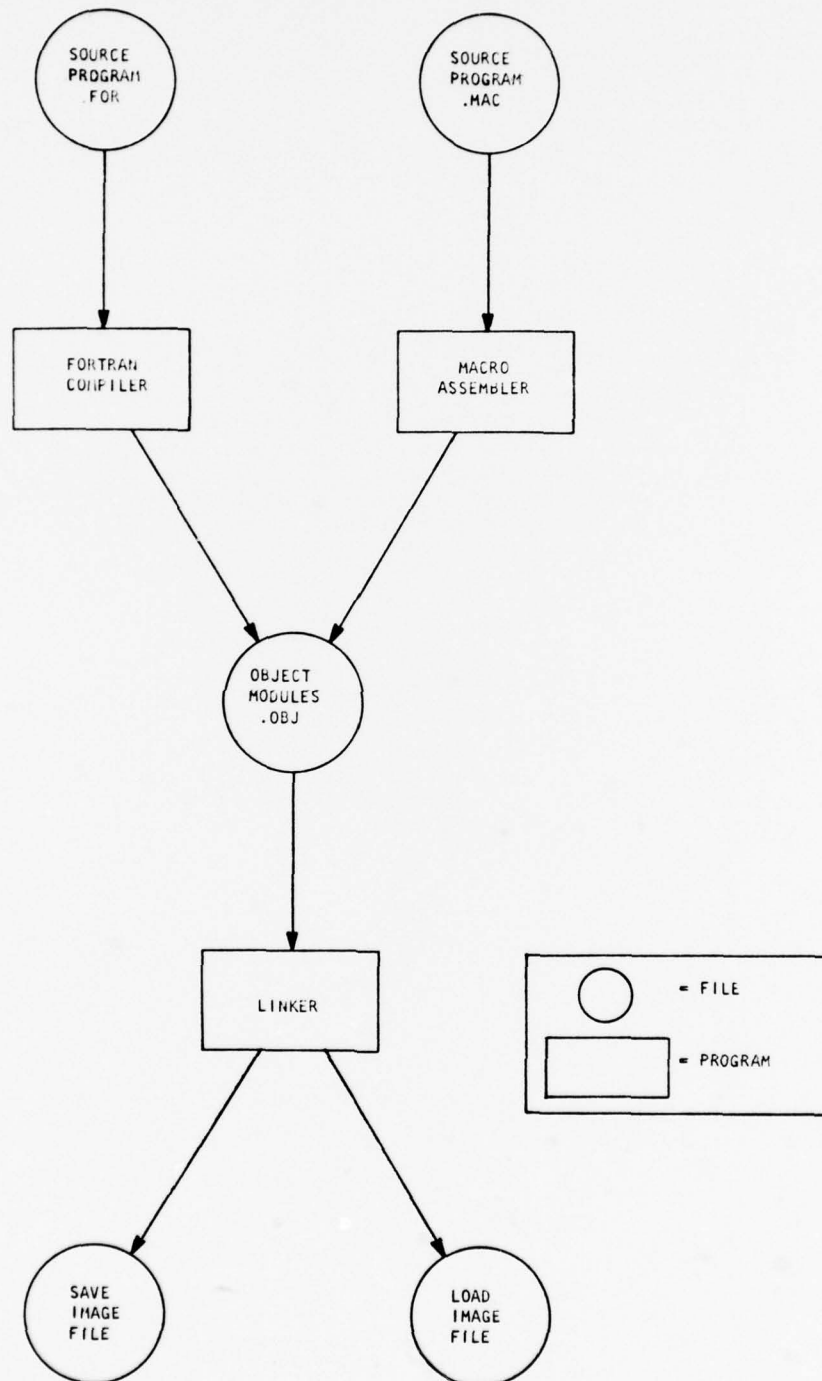 SOURCE
PROGRAM
.FOR
SOURCE
PROGRAM
.MAC
FORTRAN
COMPILER
MACRO
ASSEMBLER
OBJECT
MODULES
.OBJ
LINKER
= FILE
= PROGRAM
SAVE
IMAGE
FILE
LOAD
IMAGE
FILE